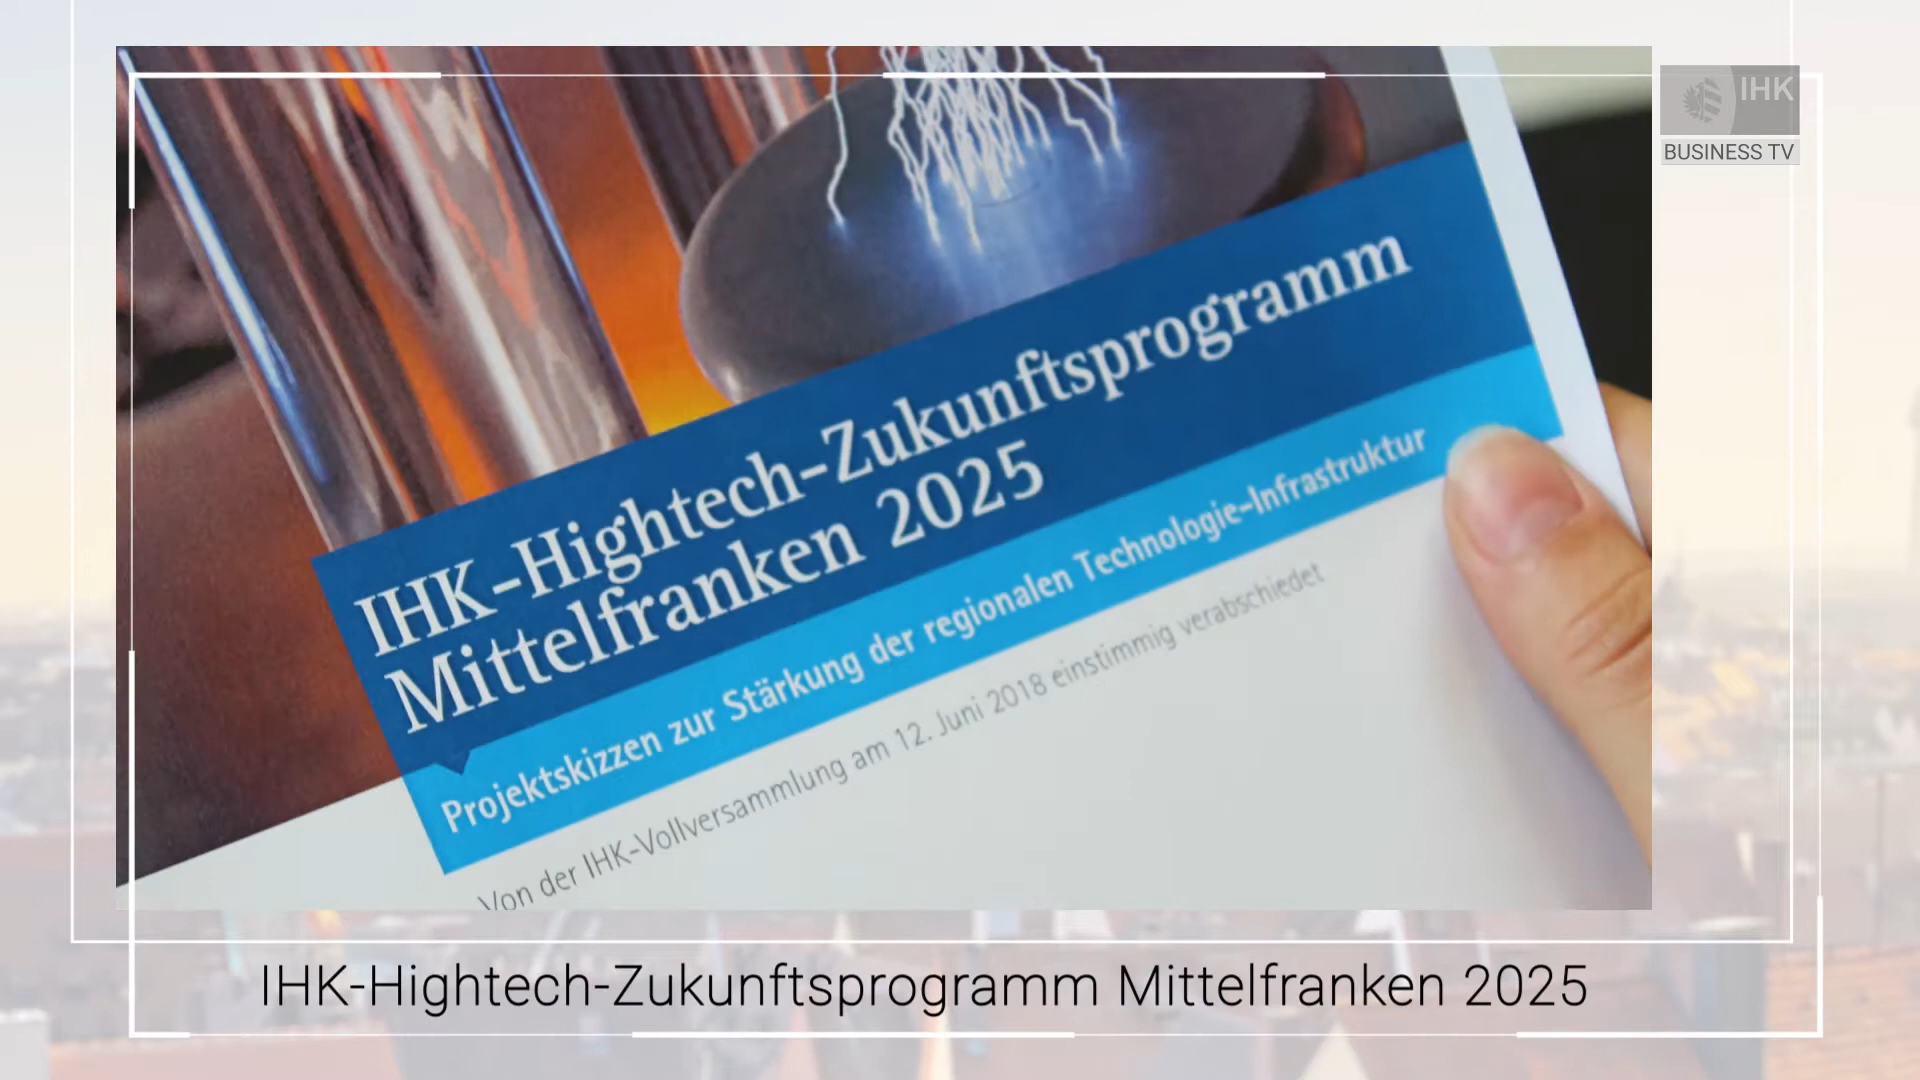 IHK
BUSINESS TV
IHK-Hightech-Zukunftsprogramm
Mittelfranken 2025
Projektskizzen zur Stärkung der regionalen Technologie-Infrastruktur
Von der IHK-Vollversammlung am 12. Juni 2018 einstimmig verabschiedet
IHK-Hightech-Zukunftsprogramm Mittelfranken 2025